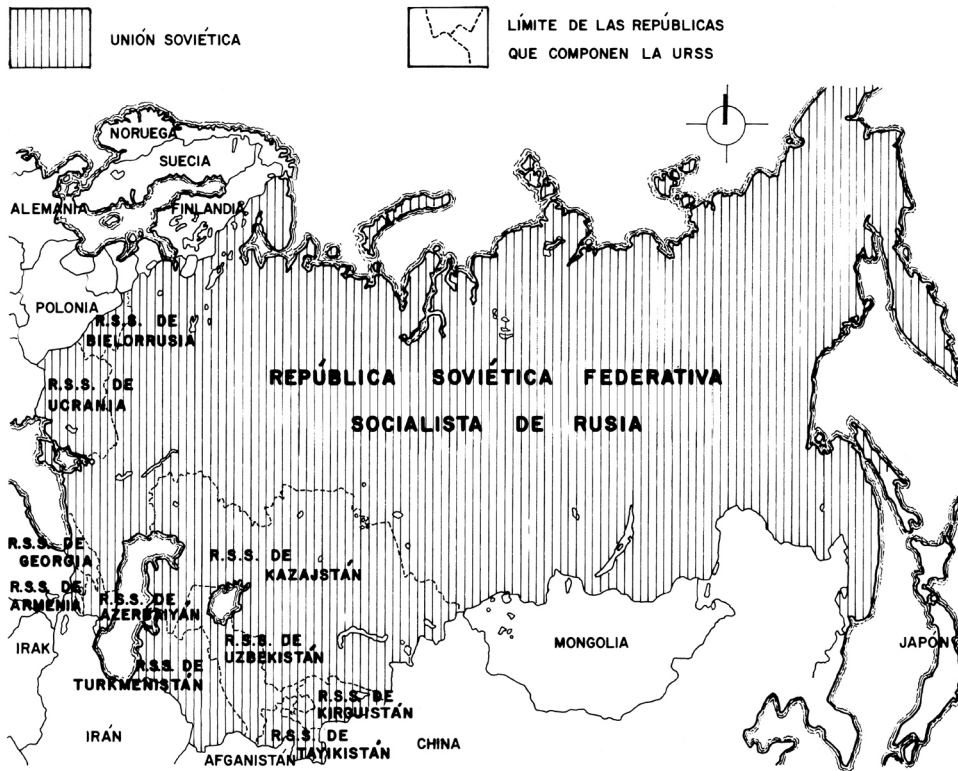 UNIÓN SOVIÉTICA
LÍMITE DE LAS REPÚBLICAS
QUE COMPONEN LA URSS
NORUEGA
SUECIA
ALEMANIA
FINLANDIA
POLONIA
R.S.S. DE
BIELORRUSIA
R.S.S. DE
UCRANIA
REPÚBLICA SOVIÉTICA FEDERATIVA
SOCIALISTA DE RUSIA
R.S.S. DE
GEORGIA
R.S.S. DE
KAZAJSTÁN
R.S.S. DE
ARMENIA
R.S.S. DE
AZERBAIYÁN
IRAK
R.S.S. DE
UZBEKISTÁN
MONGOLIA
JAPÓN
R.S.S. DE
TURKMENISTÁN
R.S.S. DE
KIRGUISTÁN
IRÁN
R.S.S. DE
TAYIKISTÁN
AFGANISTÁN
CHINA